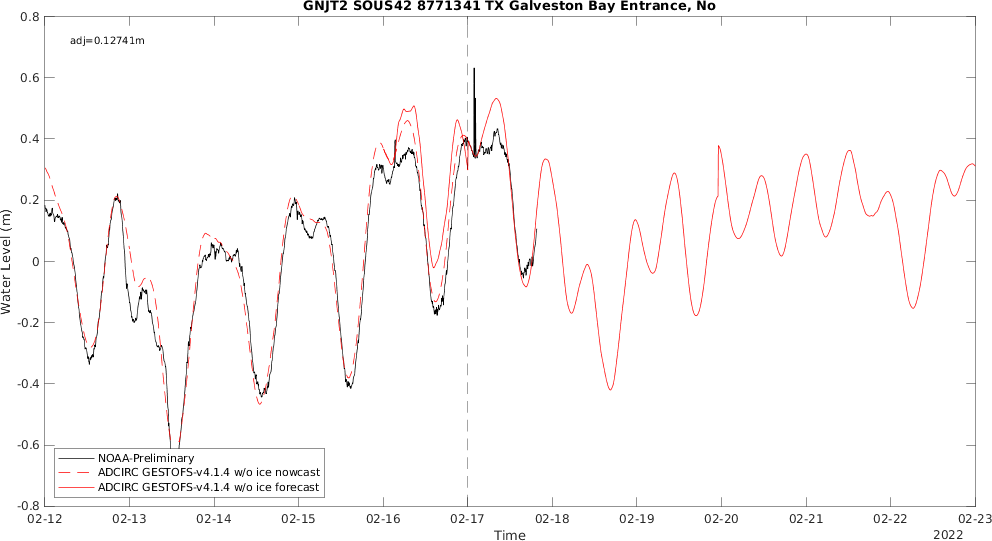 GNJT2 SOUS42 8771341 TX Galveston Bay Entrance, No
adj=0.12741m
0.8
0.6
0.4
0.2
0
-0.2
-0.4
-0.6
-0.8
Water Level (m)
NOAA-Preliminary
ADCIRC GESTOFS-v4.1.4 w/o ice nowcast
ADCIRC GESTOFS-v4.1.4 w/o ice forecast
02-12 02-13 02-14 02-15 02-16 02-17 02-18 02-19 02-20 02-21 02-22 02-23
Time
2022